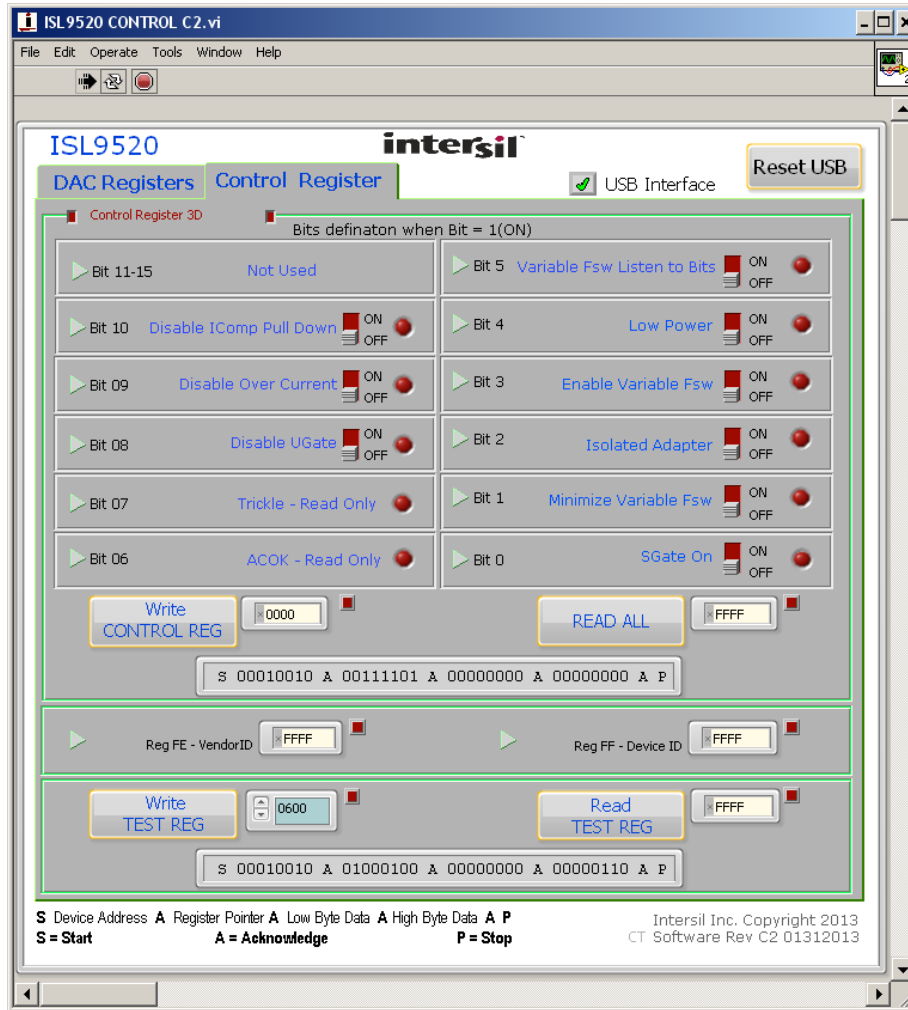 ISL9520 CONTROL C2.vi
File Edit Operate Tools Window Help
2
ISL9520
intersil
Reset USB
DAC Registers
Control Register
USB Interface
Control Register 3D
Bits definaton when Bit = 1(ON)
Bit 11-15 Not Used
Bit 5 Variable Fsw Listen to Bits ON OFF
Bit 10 Disable IComp Pull Down ON OFF
Bit 4 Low Power ON OFF
Bit 09 Disable Over Current ON OFF
Bit 3 Enable Variable Fsw ON OFF
Bit 08 Disable UGate ON OFF
Bit 2 Isolated Adapter ON OFF
Bit 07 Trickle - Read Only
Bit 1 Minimize Variable Fsw ON OFF
Bit 06 ACOK - Read Only
Bit 0 SGate On ON OFF
Write CONTROL REG
×0000
READ ALL
×FFFF
S 00010010 A 00111101 A 00000000 A 00000000 A P
Reg FE - VendorID ×FFFF
Reg FF - Device ID ×FFFF
Write TEST REG
0600
Read TEST REG
×FFFF
S 00010010 A 01000100 A 00000000 A 00000110 A P
S Device Address A Register Pointer A Low Byte Data A High Byte Data A P
S = Start A = Acknowledge P = Stop
Intersil Inc. Copyright 2013
CT Software Rev C2 01312013